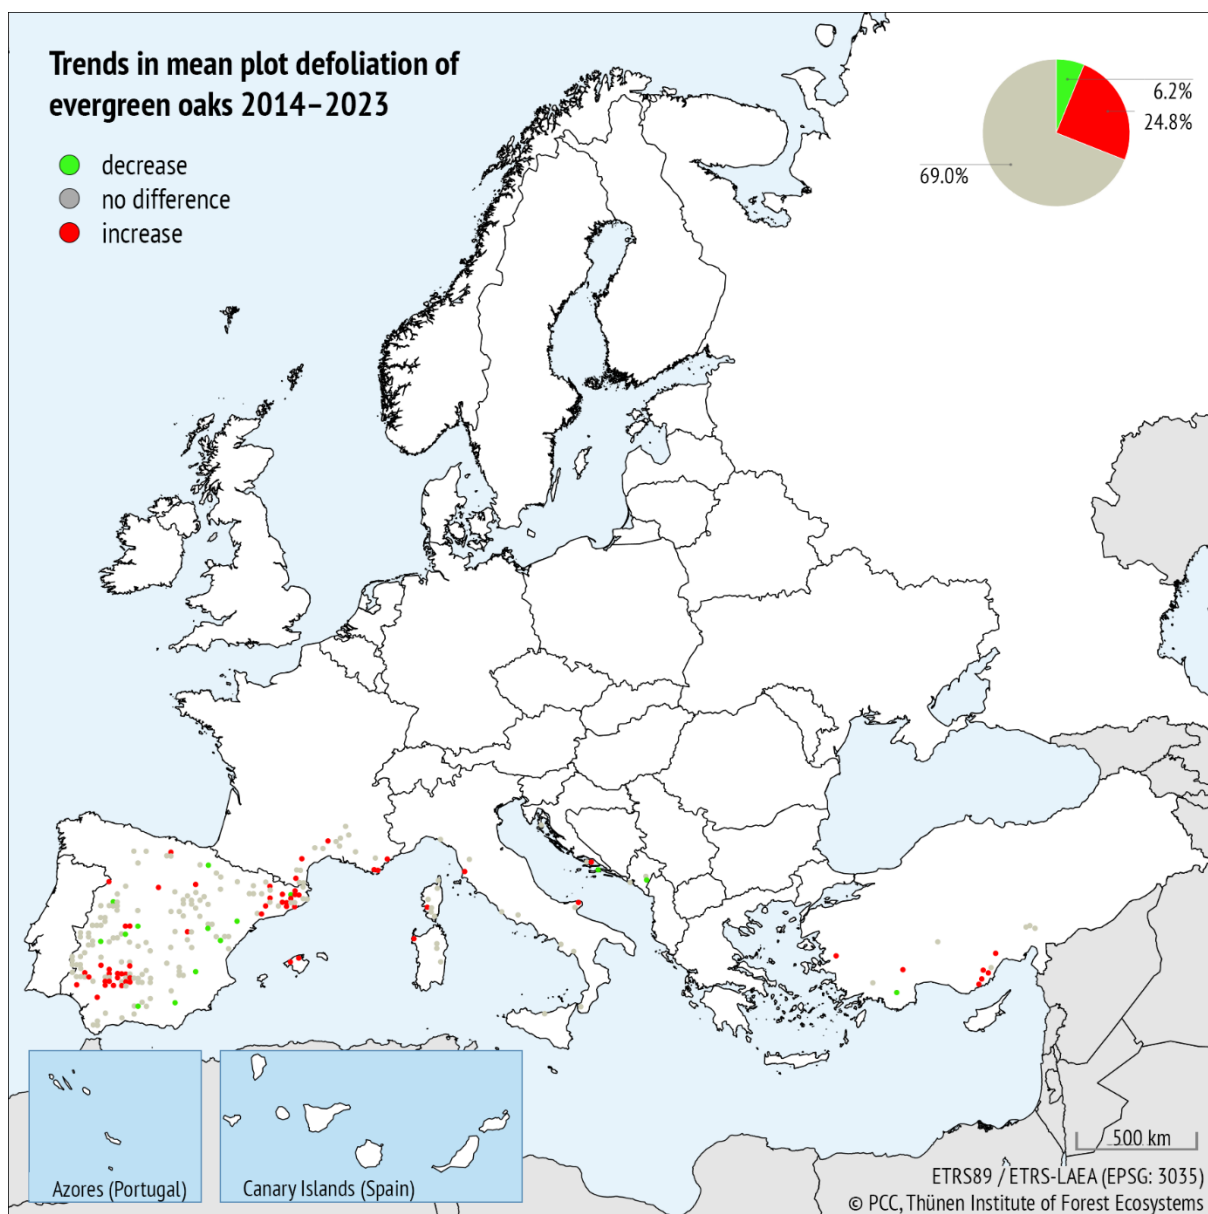 Trends in mean plot defoliation of
evergreen oaks 2014–2023
decrease
no difference
increase
6.2%
24.8%
69.0%
500 km
Azores (Portugal)
Canary Islands (Spain)
ETRS89 / ETRS-LAEA (EPSG: 3035)
© PCC, Thünen Institute of Forest Ecosystems